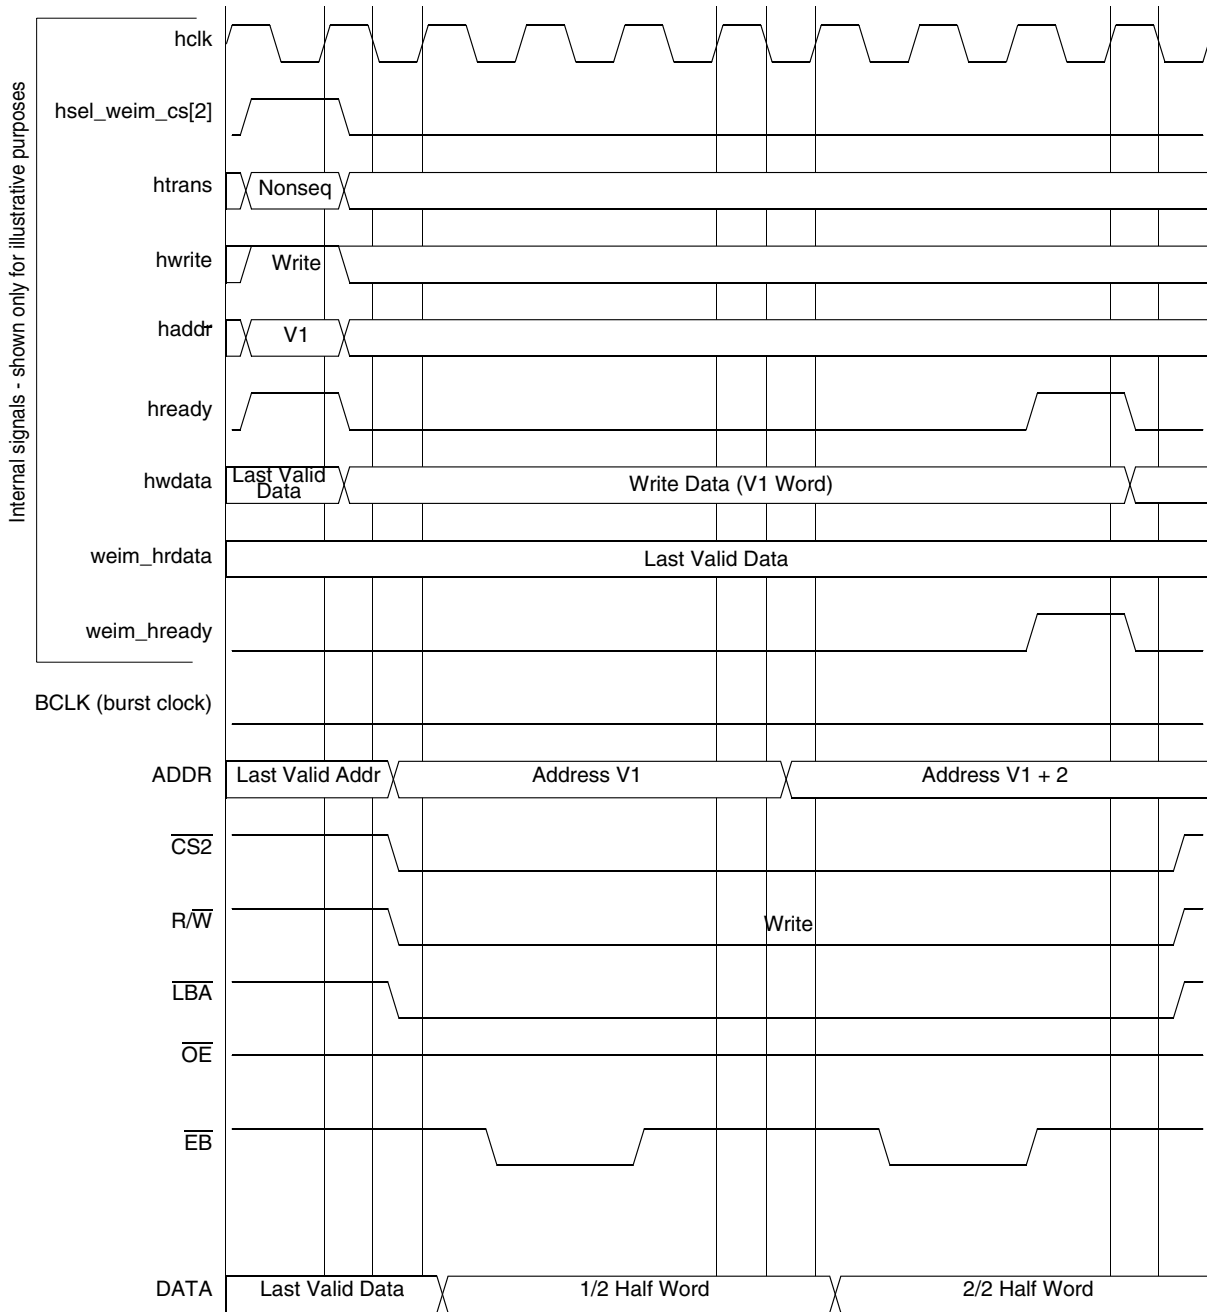 Internal signals - shown only for illustrative purposes
hclk
hsel_weim_cs[2]
htrans
Nonseq
hwrite
Write
haddr
V1
hready
hwdata
Last Valid
Data
Write Data (V1 Word)
weim_hrdata
Last Valid Data
weim_hready
BCLK (burst clock)
ADDR
Last Valid Addr
Address V1
Address V1 + 2
CS2
R/W
Write
LBA
OE
EB
DATA
Last Valid Data
1/2 Half Word
2/2 Half Word